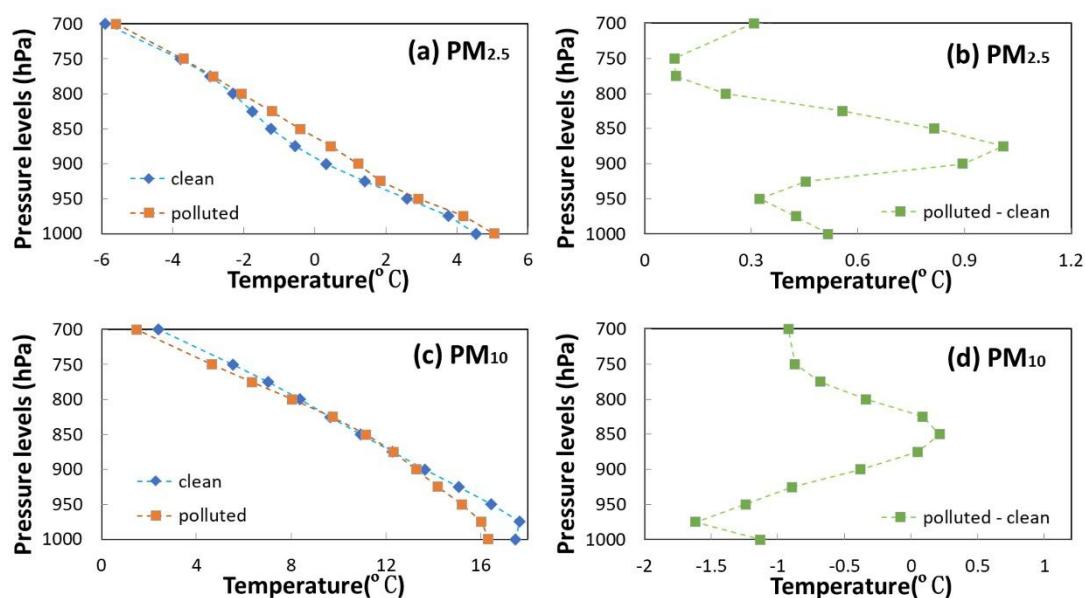 (a) PM2.5
Pressure levels (hPa)
700
750
800
850
900
950
1000
clean
polluted
-6 -4 -2 0 2 4 6
Temperature(° C)
(b) PM2.5
Pressure levels (hPa)
700
750
800
850
900
950
1000
polluted - clean
0 0.3 0.6 0.9 1.2
Temperature(° C)
(c) PM10
Pressure levels (hPa)
700
750
800
850
900
950
1000
clean
polluted
0 4 8 12 16
Temperature(° C)
(d) PM10
Pressure levels (hPa)
700
750
800
850
900
950
1000
polluted - clean
-2 -1.5 -1 -0.5 0 0.5 1
Temperature(° C)